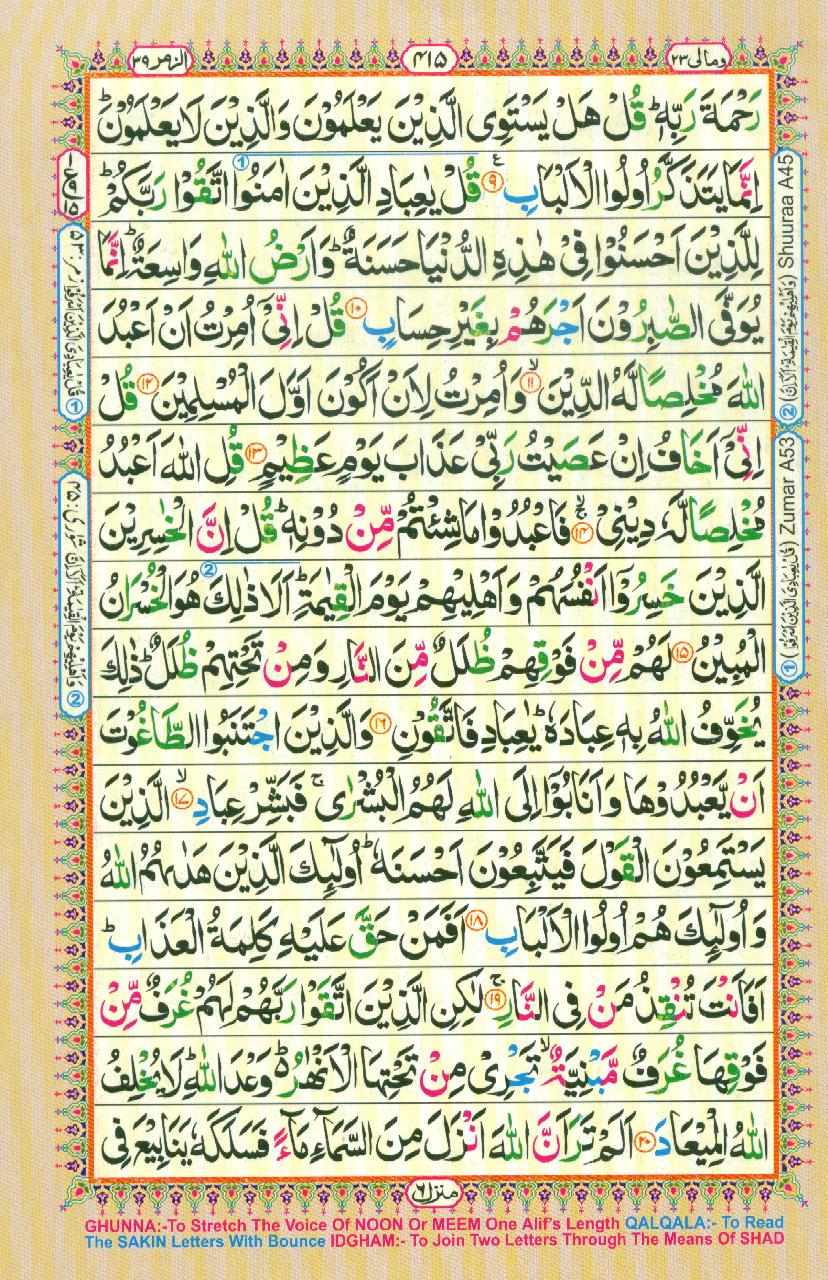 الزمر ٣٩
٤١٥
ومالی ٢٣
رَحْمَةَ رَبِّهٖ ؕ قُلْ هَلْ يَسْتَوِی الَّذِيْنَ يَعْلَمُوْنَ وَالَّذِيْنَ لَا يَعْلَمُوْنَ ؕ
اِنَّمَا يَتَذَكَّرُ اُولُوا الْاَلْبَابِ ٩ قُلْ يٰعِبَادِ الَّذِيْنَ اٰمَنُوا اتَّقُوْا رَبَّكُمْ ؕ
لِلَّذِيْنَ اَحْسَنُوْا فِیْ هٰذِهِ الدُّنْيَا حَسَنَةٌ ؕ وَاَرْضُ اللّٰهِ وَاسِعَةٌ ؕ اِنَّمَا
يُوَفَّی الصّٰبِرُوْنَ اَجْرَهُمْ بِغَيْرِ حِسَابٍ ١٠ قُلْ اِنِّیْۤ اُمِرْتُ اَنْ اَعْبُدَ
اللّٰهَ مُخْلِصًا لَّهُ الدِّيْنَ ١١ وَاُمِرْتُ لِاَنْ اَكُوْنَ اَوَّلَ الْمُسْلِمِيْنَ ١٢ قُلْ
اِنِّیْۤ اَخَافُ اِنْ عَصَيْتُ رَبِّیْ عَذَابَ يَوْمٍ عَظِيْمٍ ١٣ قُلِ اللّٰهَ اَعْبُدُ
مُخْلِصًا لَّهٗ دِيْنِیْ ١٤ فَاعْبُدُوْا مَا شِئْتُمْ مِّنْ دُوْنِهٖ ؕ قُلْ اِنَّ الْخٰسِرِيْنَ
الَّذِيْنَ خَسِرُوْۤا اَنْفُسَهُمْ وَاَهْلِيْهِمْ يَوْمَ الْقِيٰمَةِ ؕ اَلَا ذٰلِكَ هُوَ الْخُسْرَانُ
الْمُبِيْنُ ١٥ لَهُمْ مِّنْ فَوْقِهِمْ ظُلَلٌ مِّنَ النَّارِ وَمِنْ تَحْتِهِمْ ظُلَلٌ ؕ ذٰلِكَ
يُخَوِّفُ اللّٰهُ بِهٖ عِبَادَهٗ ؕ يٰعِبَادِ فَاتَّقُوْنِ ١٦ وَالَّذِيْنَ اجْتَنَبُوا الطَّاغُوْتَ
اَنْ يَّعْبُدُوْهَا وَاَنَابُوْۤا اِلَی اللّٰهِ لَهُمُ الْبُشْرٰی ۚ فَبَشِّرْ عِبَادِ ١٧ الَّذِيْنَ
يَسْتَمِعُوْنَ الْقَوْلَ فَيَتَّبِعُوْنَ اَحْسَنَهٗ ؕ اُولٰٓئِكَ الَّذِيْنَ هَدٰىهُمُ اللّٰهُ
وَاُولٰٓئِكَ هُمْ اُولُوا الْاَلْبَابِ ١٨ اَفَمَنْ حَقَّ عَلَيْهِ كَلِمَةُ الْعَذَابِ ؕ
اَفَاَنْتَ تُنْقِذُ مَنْ فِی النَّارِ ١٩ لٰكِنِ الَّذِيْنَ اتَّقَوْا رَبَّهُمْ لَهُمْ غُرَفٌ مِّنْ
فَوْقِهَا غُرَفٌ مَّبْنِيَّةٌ ۙ تَجْرِیْ مِنْ تَحْتِهَا الْاَنْهٰرُ ؕ وَعْدَ اللّٰهِ ؕ لَا يُخْلِفُ
اللّٰهُ الْمِيْعَادَ ٢٠ اَلَمْ تَرَ اَنَّ اللّٰهَ اَنْزَلَ مِنَ السَّمَآءِ مَآءً فَسَلَكَهٗ يَنَابِيْعَ فِی
منزل ٦
② Shuuraa A45
① Zumar A53
GHUNNA:-To Stretch The Voice Of NOON Or MEEM One Alif's Length QALQALA:- To Read
The SAKIN Letters With Bounce IDGHAM:- To Join Two Letters Through The Means Of SHAD